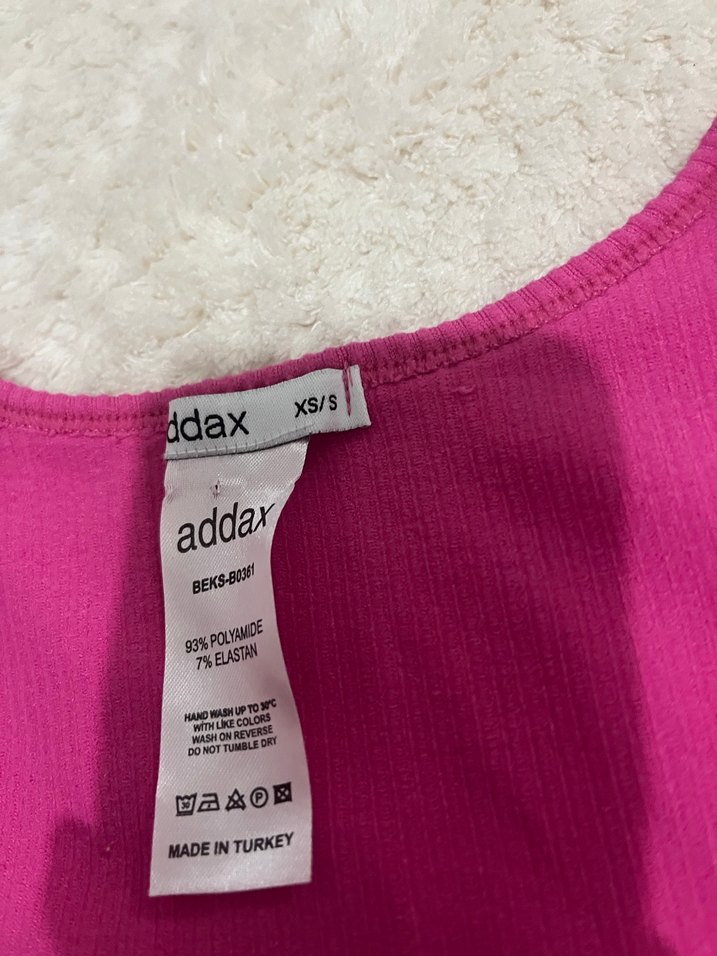 ddax XS/S
addax
BEKS-B0361
93% POLYAMIDE
7% ELASTAN
HAND WASH UP TO 30°C
WITH LIKE COLORS
WASH ON REVERSE
DO NOT TUMBLE DRY
30 P
MADE IN TURKEY